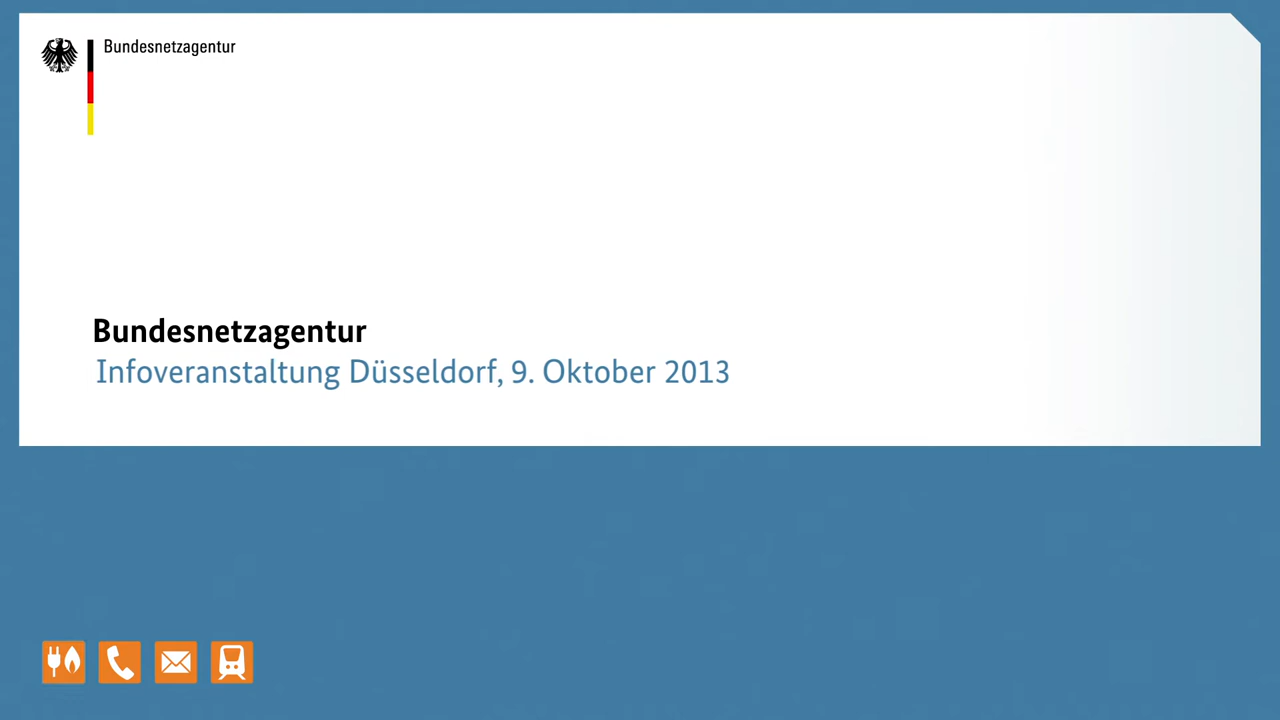 Bundesnetzagentur
Bundesnetzagentur
Infoveranstaltung Düsseldorf, 9. Oktober 2013